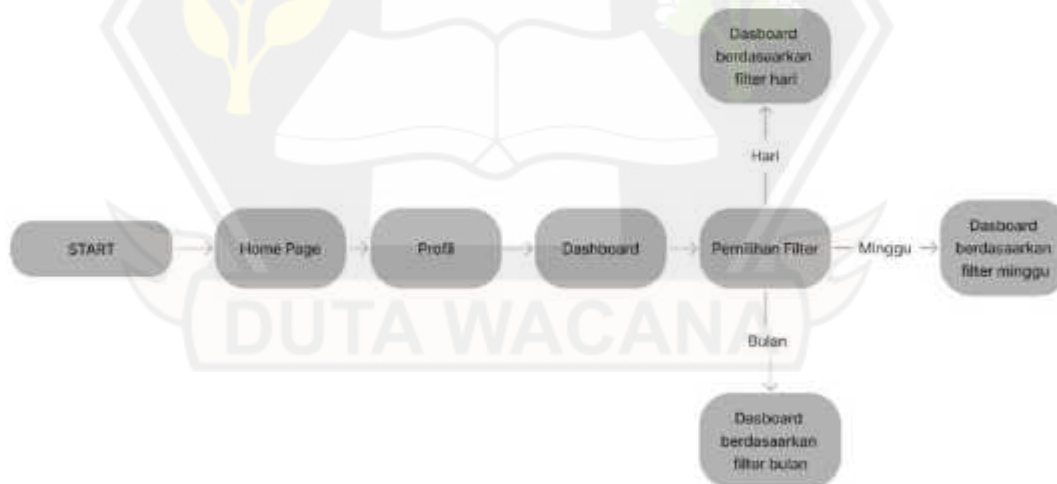 Dasboard
berdasaarkan
filter hari
Hari
START
Home Page
Profil
Dashboard
Pemilihan Filter
Minggu
Dasboard
berdasaarkan
filter minggu
DUTA WACANA
Bulan
Dasboard
berdasaarkan
filter bulan